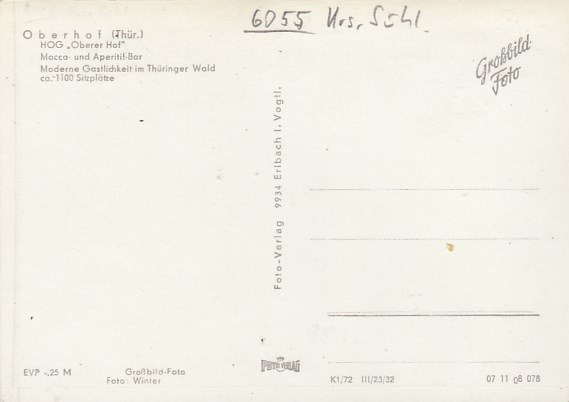 6055 Krs. Suhl.
Oberhof (Thür.)
HOG „Oberer Hof"
Mocca- und Aperitif-Bar
Moderne Gastlichkeit im Thüringer Wald
ca. 1100 Sitzplätze
Großbild-
Foto
Foto-Verlag 9934 Erlbach i. Vogtl.
EVP -,25 M
Großbild-Foto
Foto: Winter
VERLAG
K1/72 III/23/32
07 11 08 078